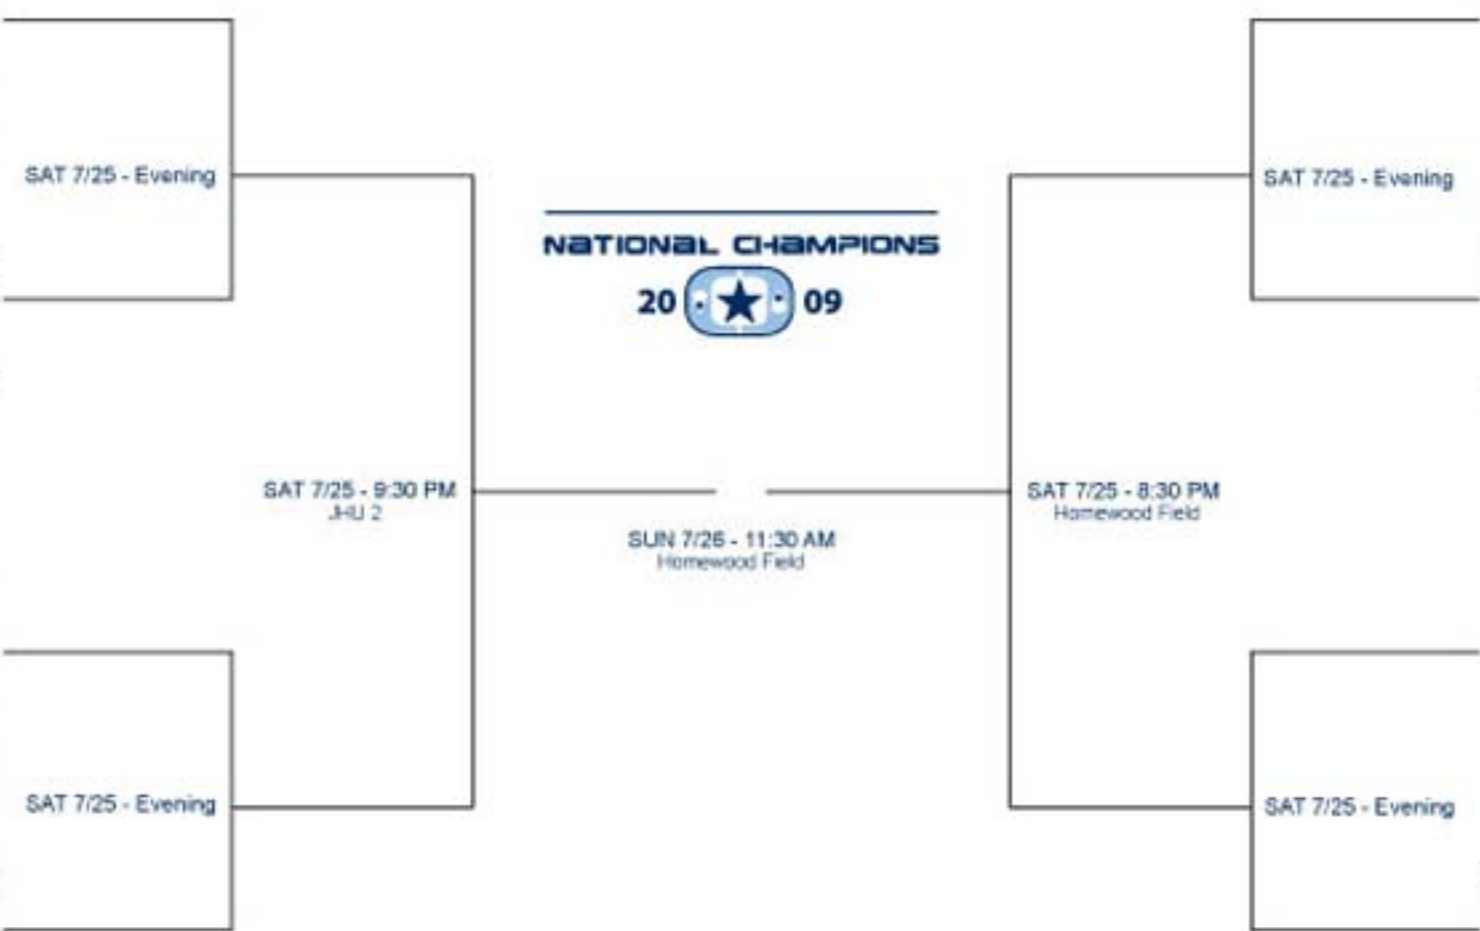 SAT 7/25 - Evening
SAT 7/25 - Evening
NATIONAL CHAMPIONS
20 09
SAT 7/25 - 9:30 PM
JHU 2
SAT 7/25 - 8:30 PM
Homewood Field
SUN 7/26 - 11:30 AM
Homewood Field
SAT 7/25 - Evening
SAT 7/25 - Evening